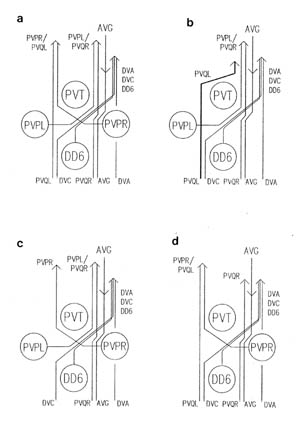 a
PVPR/ PVPL/ AVG
PVQL PVQR
DVA
DVC
DD6
PVT
PVPL PVPR
DD6
PVQL DVC PVQR AVG DVA
b
PVPL/ AVG
PVQR
PVQL
DVA
DVC
DD6
PVT
PVPL
DD6
PVQL DVC PVQR AVG DVA
c
AVG
PVPR PVPL/
PVQR
DVA
DVC
DD6
PVT
PVPL PVPR
DD6
DVC PVQR AVG DVA
d
AVG
PVPR/
PVQL PVQR
DVA
DVC
DD6
PVT
PVPR
DD6
PVQL DVC PVQR AVG DVA